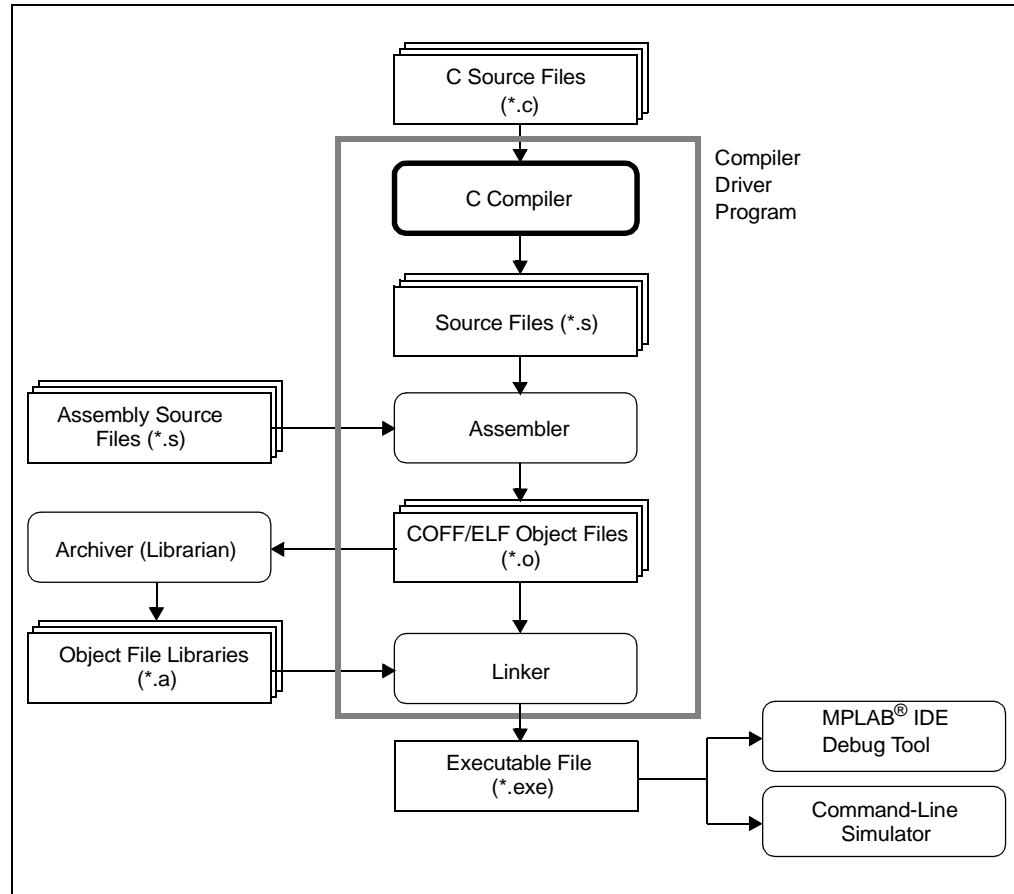 C Source Files
(*.c)
Compiler
Driver
Program
C Compiler
Source Files (*.s)
Assembly Source
Files (*.s)
Assembler
COFF/ELF Object Files
(*.o)
Archiver (Librarian)
Object File Libraries
(*.a)
Linker
MPLAB® IDE
Debug Tool
Executable File
(*.exe)
Command-Line
Simulator